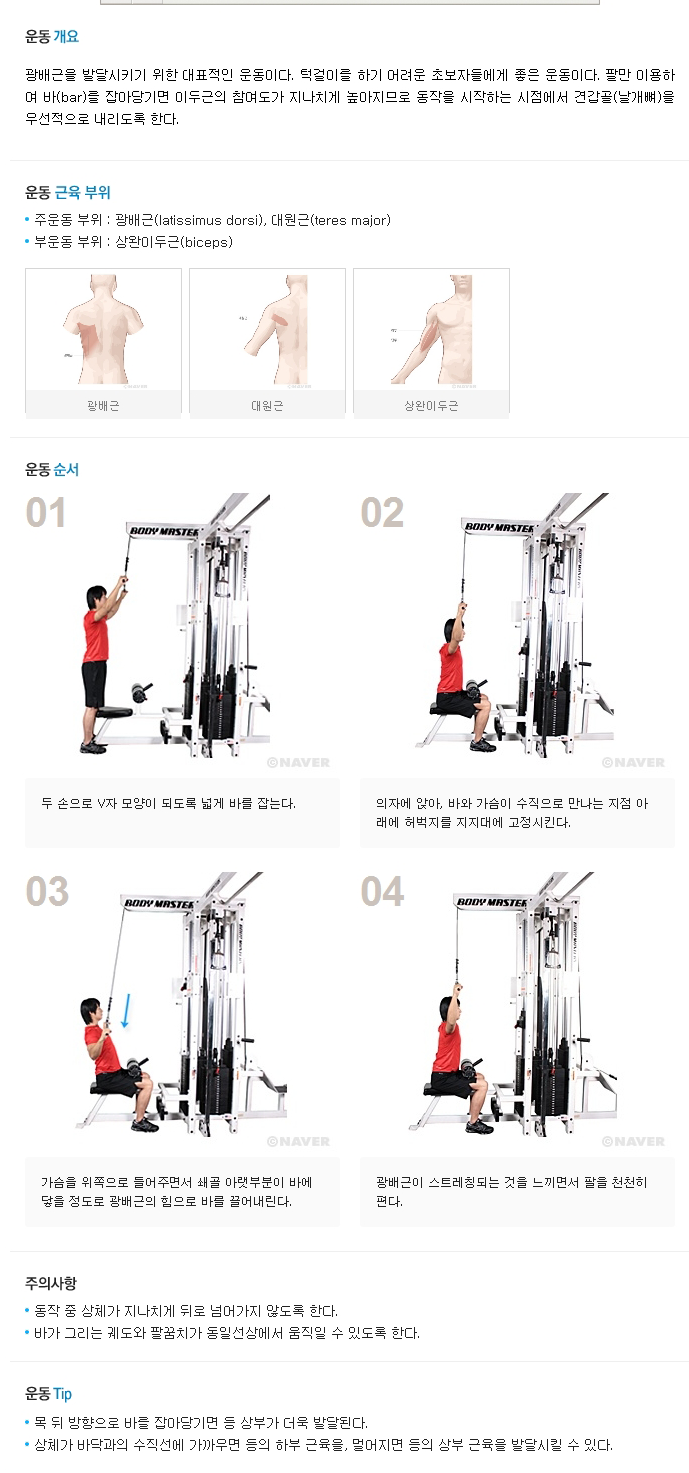 운동 개요
광배근을 발달시키기 위한 대표적인 운동이다. 턱걸이를 하기 어려운 초보자들에게 좋은 운동이다. 팔만 이용하
여 바(bar)를 잡아당기면 이두근의 참여도가 지나치게 높아지므로 동작을 시작하는 시점에서 견갑골(날개뼈)을
우선적으로 내리도록 한다.
운동 근육 부위
• 주운동 부위 : 광배근(latissimus dorsi), 대원근(teres major)
• 부운동 부위 : 상완이두근(biceps)
ⓒ NAVER
ⓒ NAVER
ⓒ NAVER
광배근
대원근
상완이두근
운동 순서
01
BODY MASTER
ⓒNAVER
두 손으로 V자 모양이 되도록 넓게 바를 잡는다.
02
BODY MASTER
ⓒNAVER
의자에 앉아, 바와 가슴이 수직으로 만나는 지점 아
래에 허벅지를 지지대에 고정시킨다.
03
BODY MASTER
ⓒNAVER
가슴을 위쪽으로 들어주면서 쇄골 아랫부분이 바에
닿을 정도로 광배근의 힘으로 바를 끌어내린다.
04
BODY MASTER
ⓒNAVER
광배근이 스트레칭되는 것을 느끼면서 팔을 천천히
편다.
주의사항
• 동작 중 상체가 지나치게 뒤로 넘어가지 않도록 한다.
• 바가 그리는 궤도와 팔꿈치가 동일선상에서 움직일 수 있도록 한다.
운동 Tip
• 목 뒤 방향으로 바를 잡아당기면 등 상부가 더욱 발달된다.
• 상체가 바닥과의 수직선에 가까우면 등의 하부 근육을, 멀어지면 등의 상부 근육을 발달시킬 수 있다.